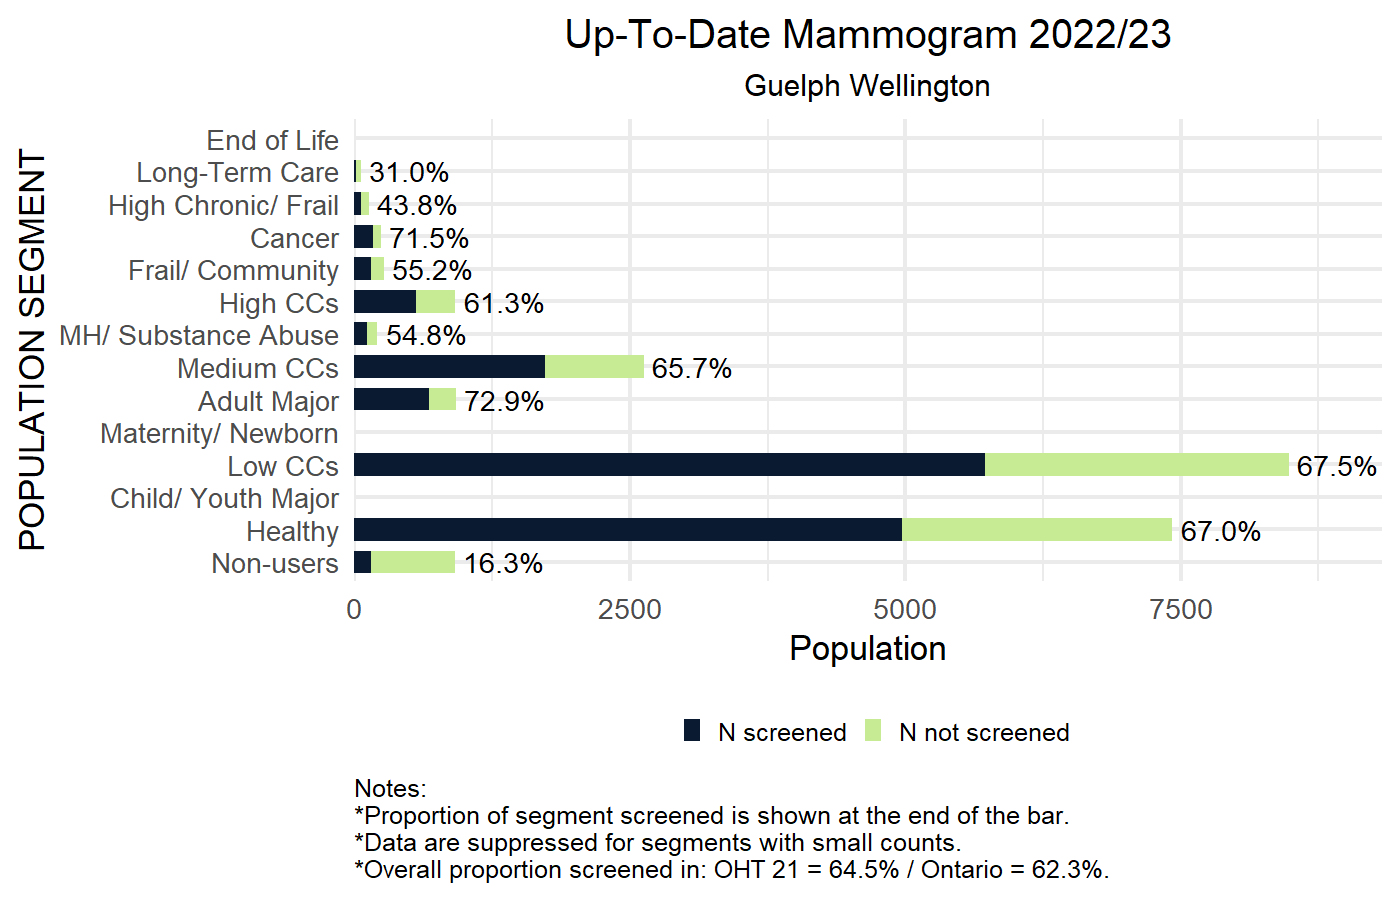 Up-To-Date Mammogram 2022/23
Guelph Wellington
POPULATION SEGMENT
End of Life
Long-Term Care 31.0%
High Chronic/ Frail 43.8%
Cancer 71.5%
Frail/ Community 55.2%
High CCs 61.3%
MH/ Substance Abuse 54.8%
Medium CCs 65.7%
Adult Major 72.9%
Maternity/ Newborn
Low CCs 67.5%
Child/ Youth Major
Healthy 67.0%
Non-users 16.3%
0 2500 5000 7500
Population
N screened N not screened
Notes:
*Proportion of segment screened is shown at the end of the bar.
*Data are suppressed for segments with small counts.
*Overall proportion screened in: OHT 21 = 64.5% / Ontario = 62.3%.